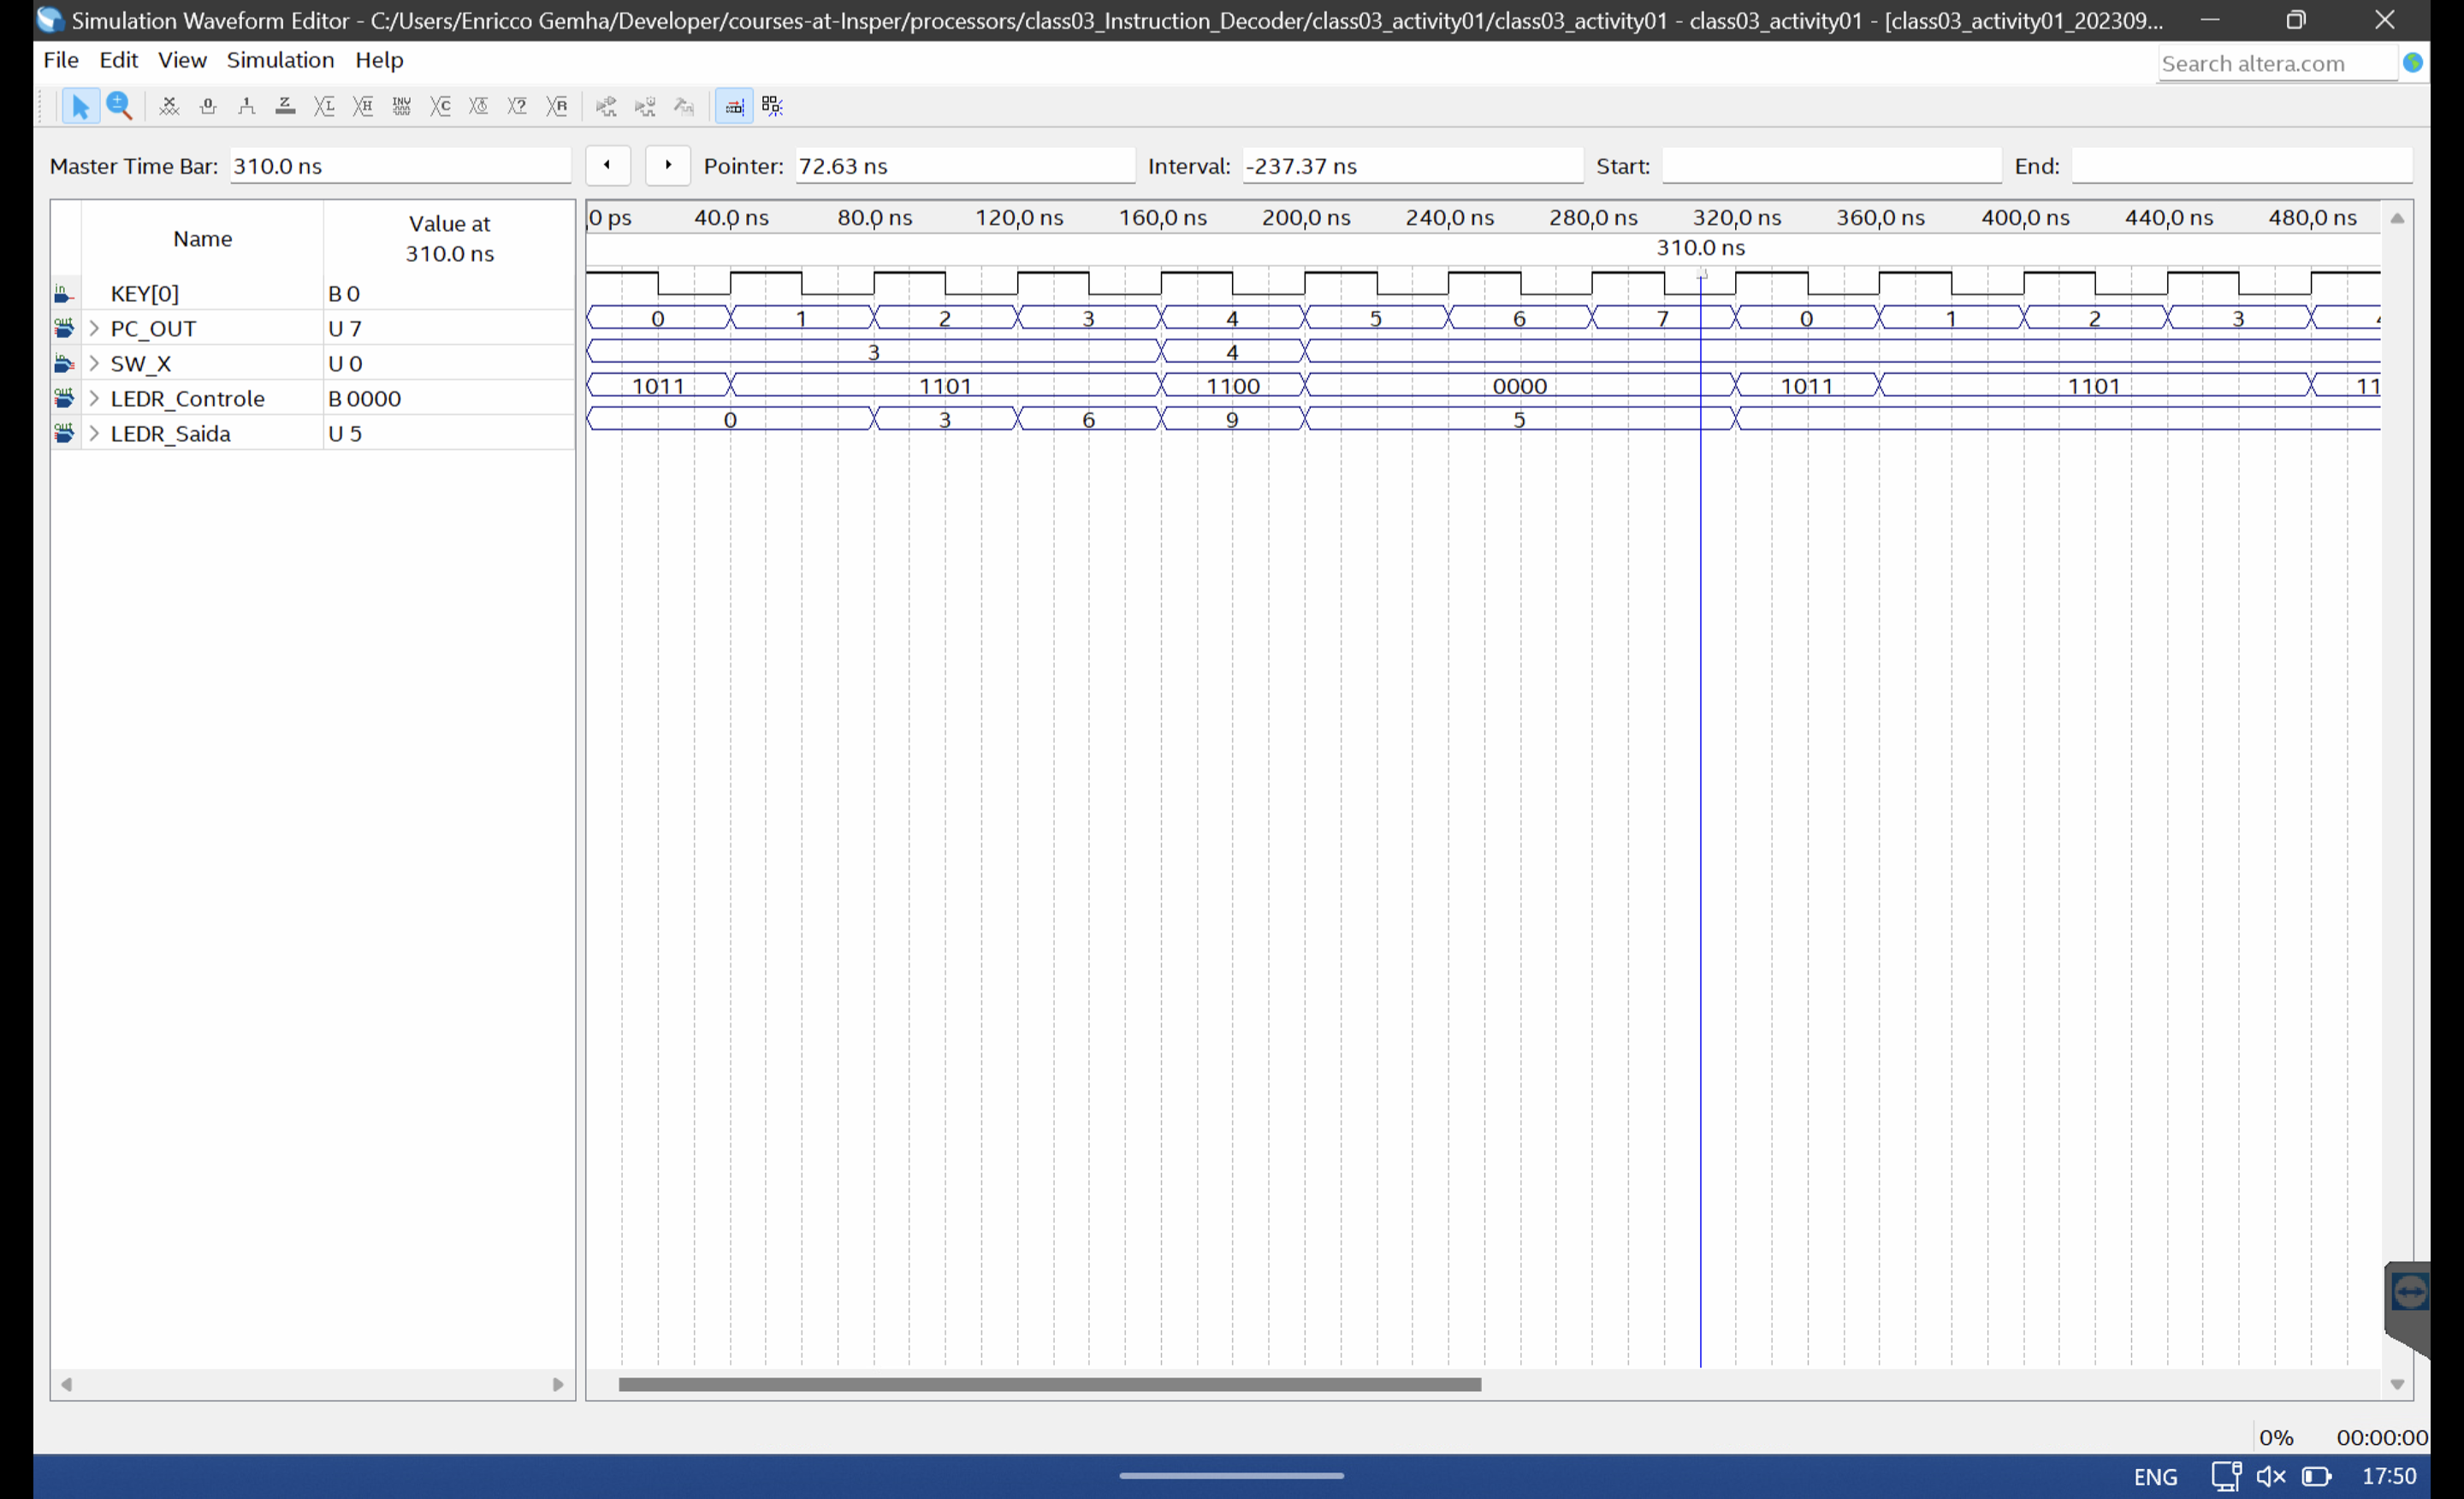 Simulation Waveform Editor - C:/Users/Enricco Gemha/Developer/courses-at-Insper/processors/class03_Instruction_Decoder/class03_activity01/class03_activity01 - class03_activity01 - [class03_activity01_202309...
File Edit View Simulation Help
Search altera.com
Master Time Bar: 310.0 ns Pointer: 72.63 ns Interval: -237.37 ns Start: End:
Name Value at 310.0 ns
0 ps 40.0 ns 80.0 ns 120.0 ns 160.0 ns 200.0 ns 240.0 ns 280.0 ns 320.0 ns 360.0 ns 400.0 ns 440.0 ns 480.0 ns
310.0 ns
KEY[0] B 0
PC_OUT U 7 0 1 2 3 4 5 6 7 0 1 2 3 4
SW_X U 0 3 4
LEDR_Controle B 0000 1011 1101 1100 0000 1011 1101 11
LEDR_Saida U 5 0 3 6 9 5
0% 00:00:00
ENG 17:50